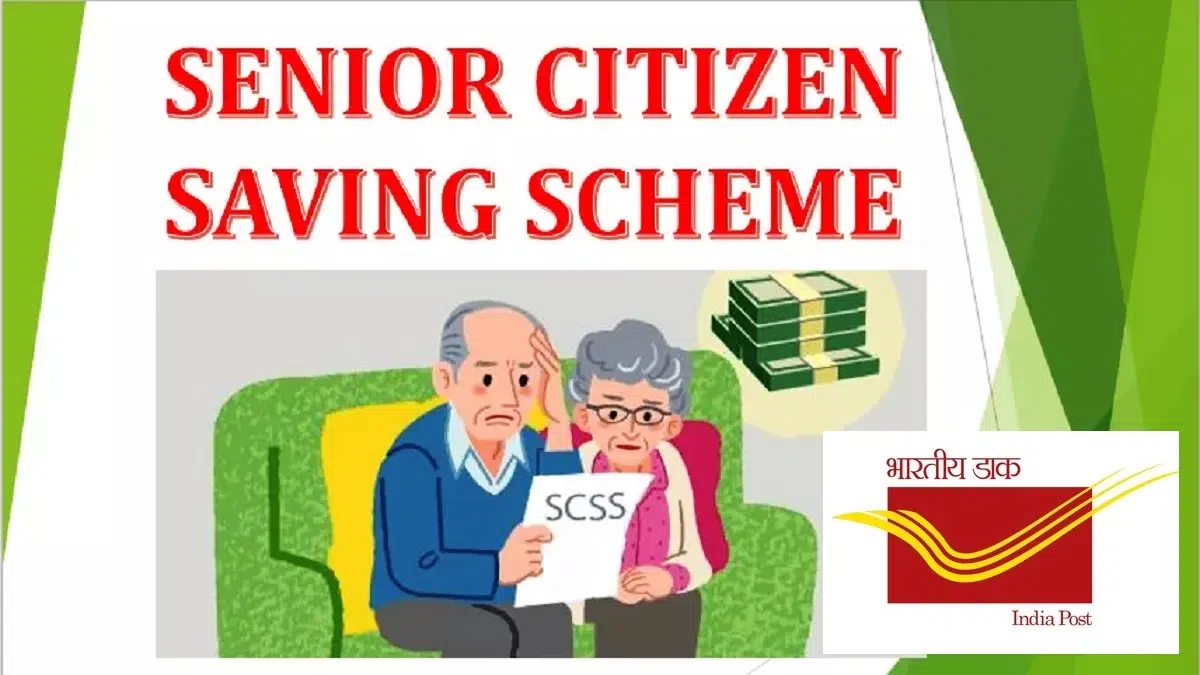 SENIOR CITIZEN
SAVING SCHEME
SCSS
भारतीय डाक
India Post